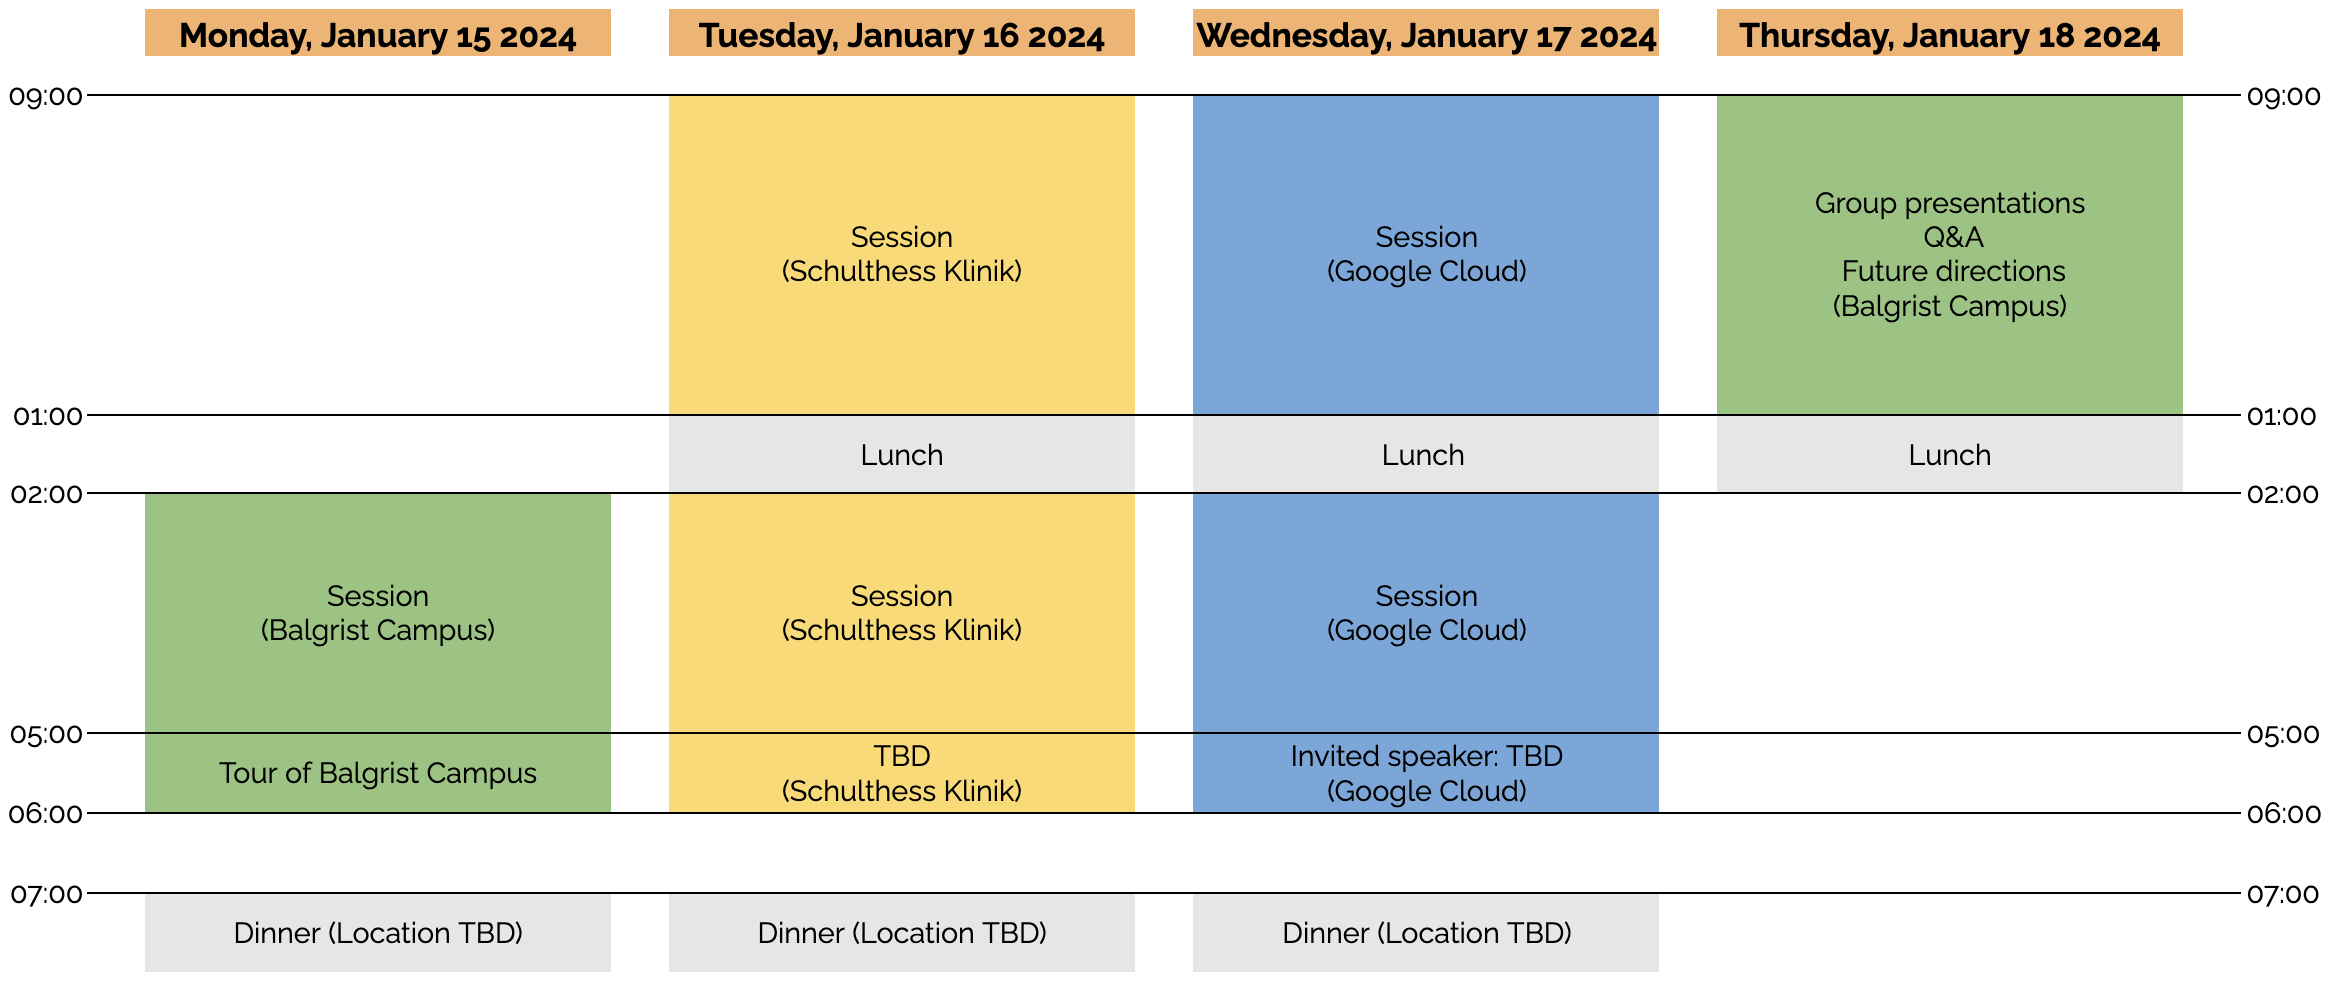 Monday, January 15 2024
Tuesday, January 16 2024
Wednesday, January 17 2024
Thursday, January 18 2024
09:00
09:00
Session
(Schulthess Klinik)
Session
(Google Cloud)
Group presentations
Q&A
Future directions
(Balgrist Campus)
01:00
01:00
Lunch
Lunch
Lunch
02:00
02:00
Session
(Balgrist Campus)
Session
(Schulthess Klinik)
Session
(Google Cloud)
05:00
05:00
Tour of Balgrist Campus
TBD
(Schulthess Klinik)
Invited speaker: TBD
(Google Cloud)
06:00
06:00
07:00
07:00
Dinner (Location TBD)
Dinner (Location TBD)
Dinner (Location TBD)